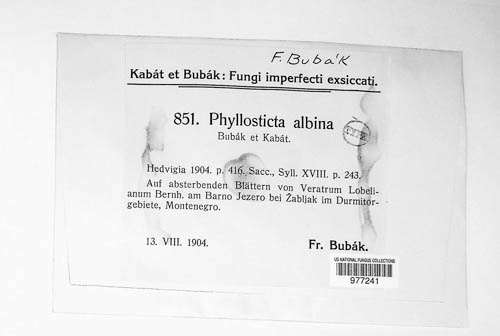 F. Bubák
Kabát et Bubák: Fungi imperfecti exsiccati.
851. Phyllosticta albina
Bubák et Kabát.
Hedvigia 1904. p. 416. Sacc., Syll. XVIII. p. 243.
Auf absterbenden Blättern von Veratrum Lobeli-
anum Bernh. am Barno Jezero bei Žabljak im Durmitor-
gebiete, Montenegro.
13. VIII. 1904.
Fr. Bubák.
US NATIONAL FUNGUS COLLECTIONS
977241